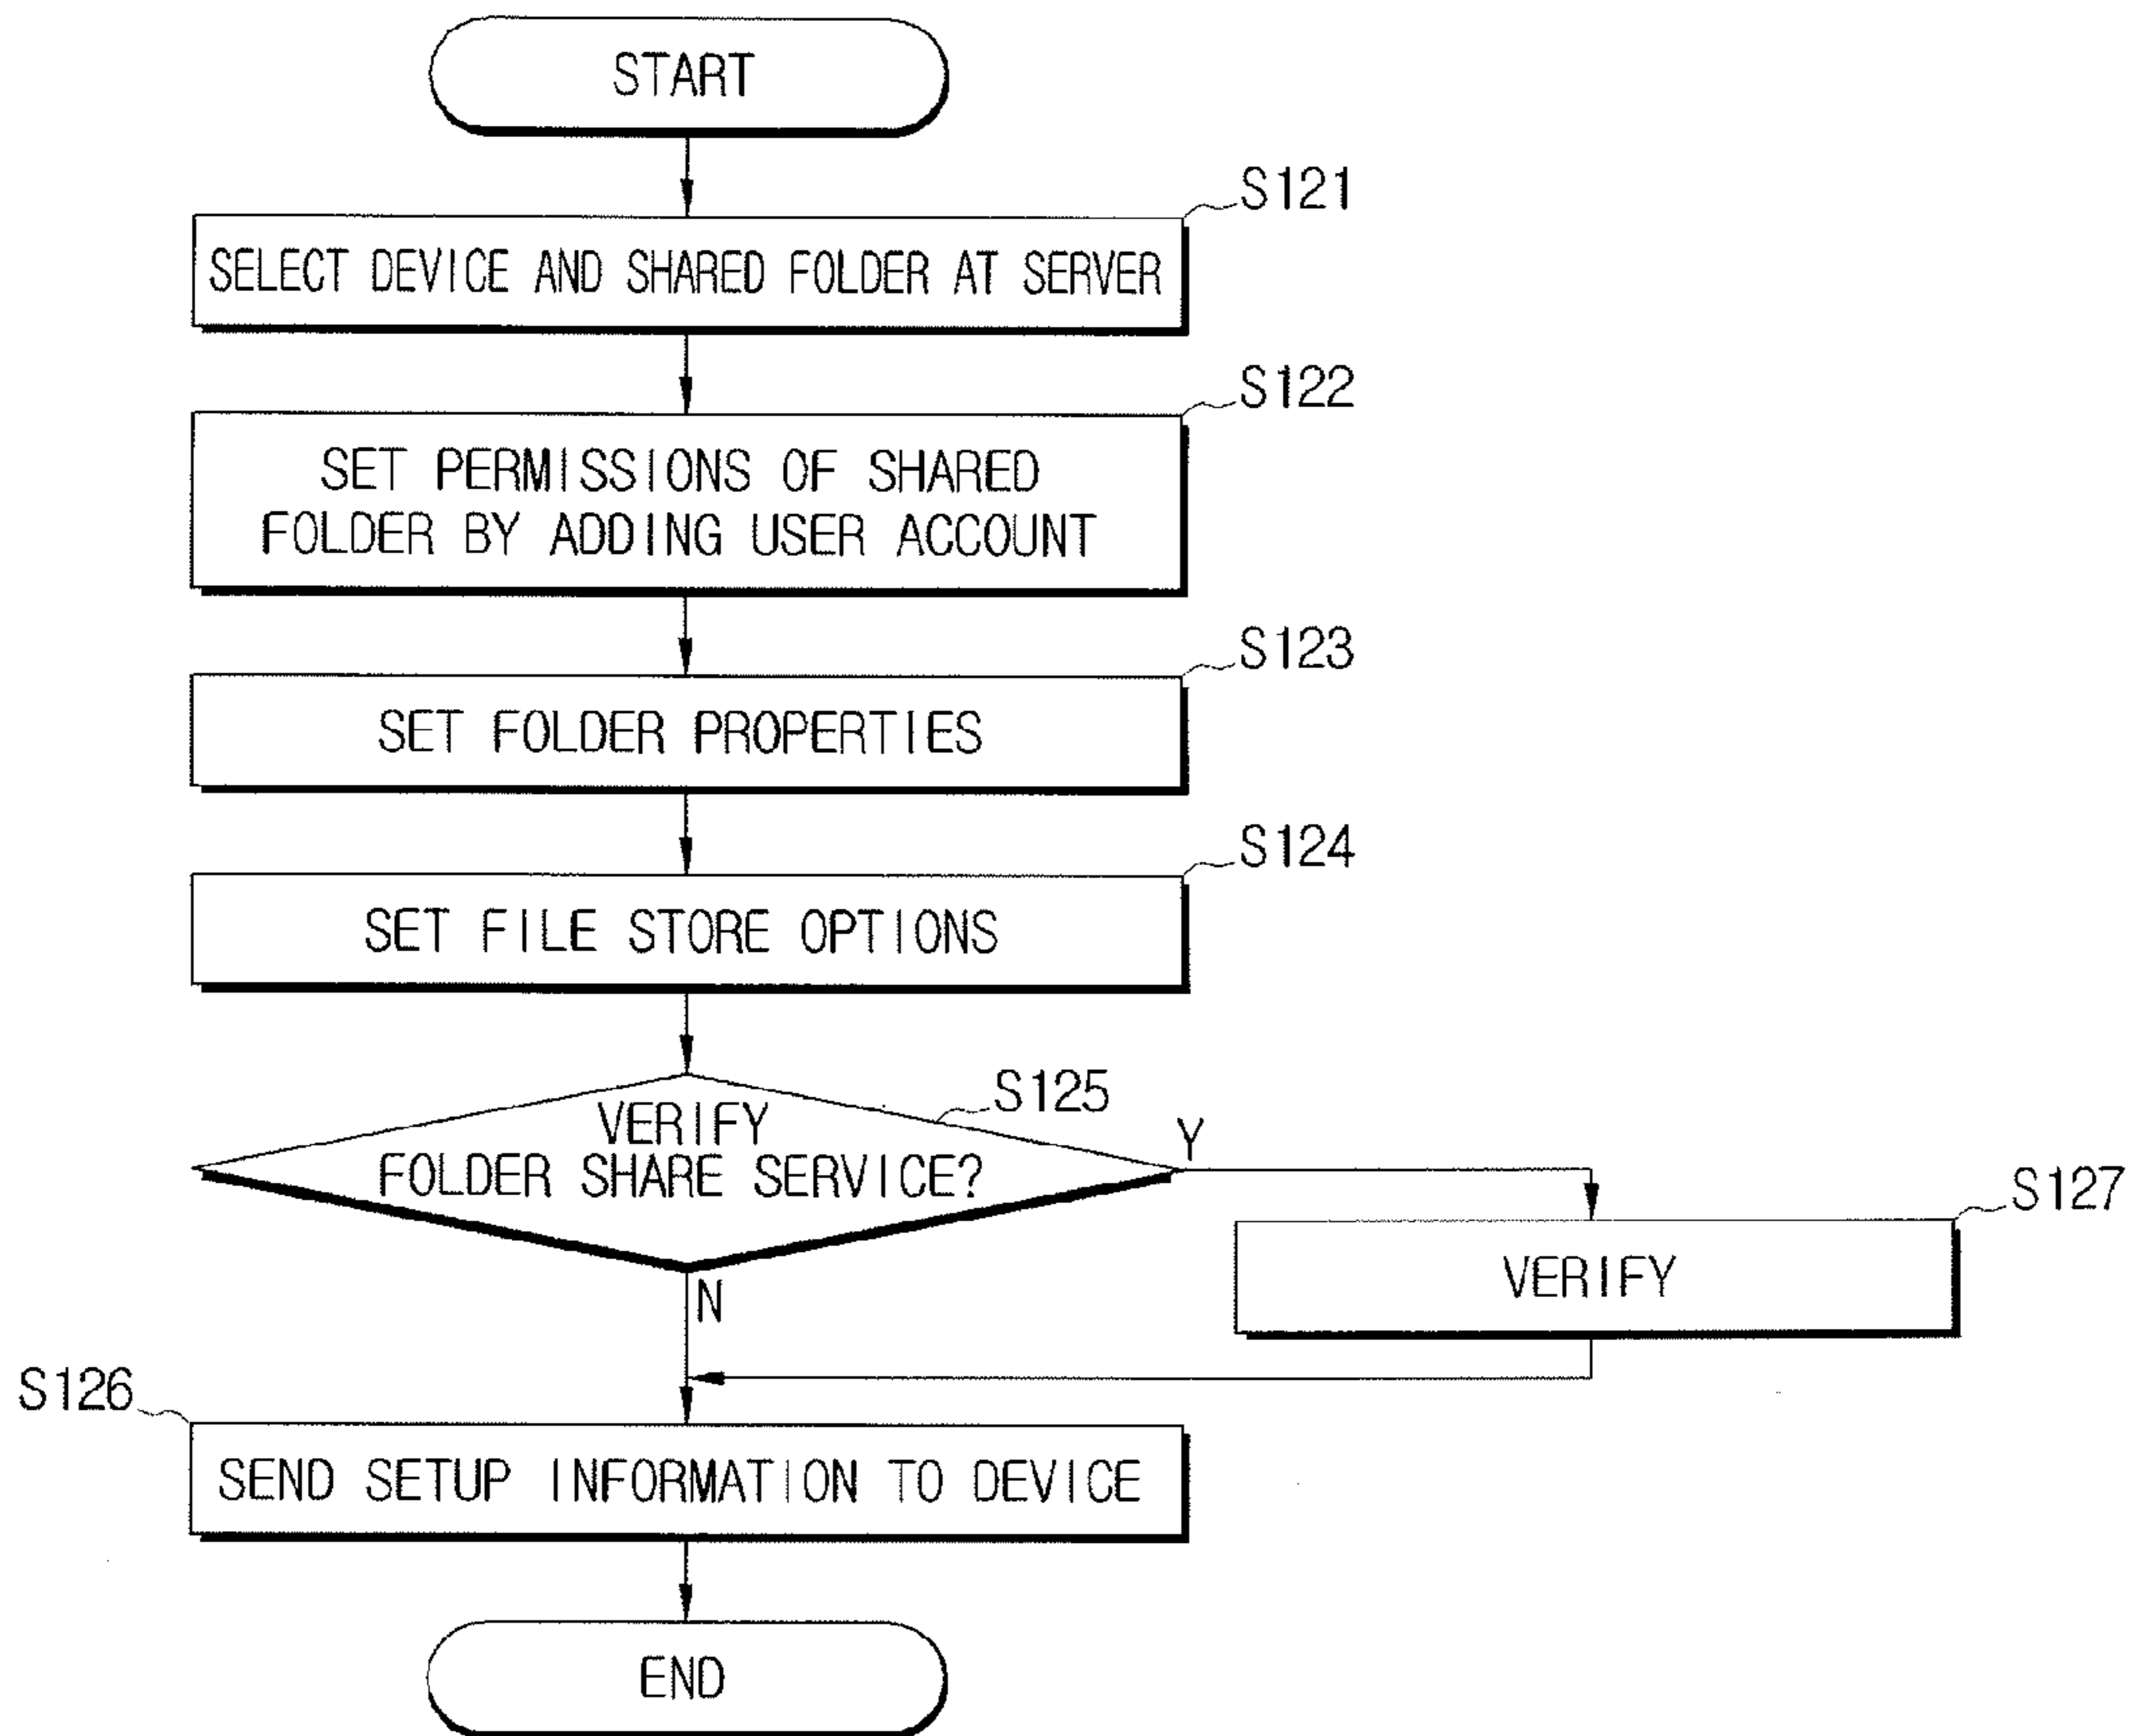 START
S121
SELECT DEVICE AND SHARED FOLDER AT SERVER
S122
SET PERMISSIONS OF SHARED
FOLDER BY ADDING USER ACCOUNT
S123
SET FOLDER PROPERTIES
S124
SET FILE STORE OPTIONS
S125
VERIFY
FOLDER SHARE SERVICE?
Y
S127
VERIFY
N
S126
SEND SETUP INFORMATION TO DEVICE
END